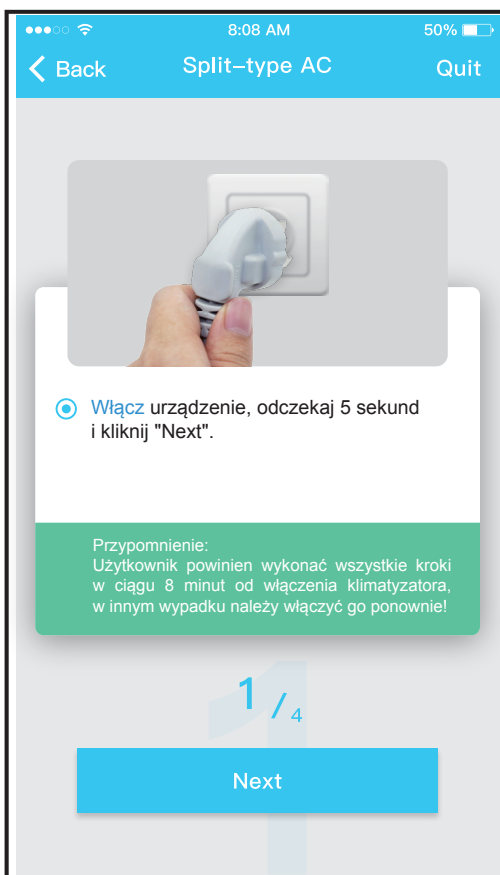 8:08 AM
50%
Back
Split-type AC
Quit
Włącz urządzenie, odczekaj 5 sekund
i kliknij "Next".
Przypomnienie:
Użytkownik powinien wykonać wszystkie kroki
w ciągu 8 minut od włączenia klimatyzatora,
w innym wypadku należy włączyć go ponownie!
1
1 / 4
Next